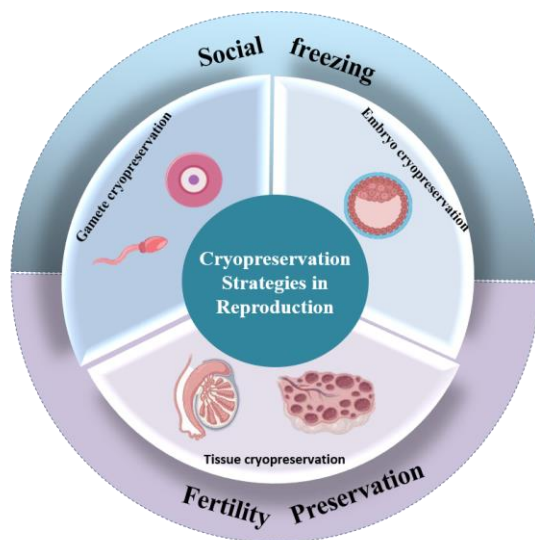 Social freezing
Gamete cryopreservation
Embryo cryopreservation
Cryopreservation
Strategies in
Reproduction
Tissue cryopreservation
Fertility Preservation